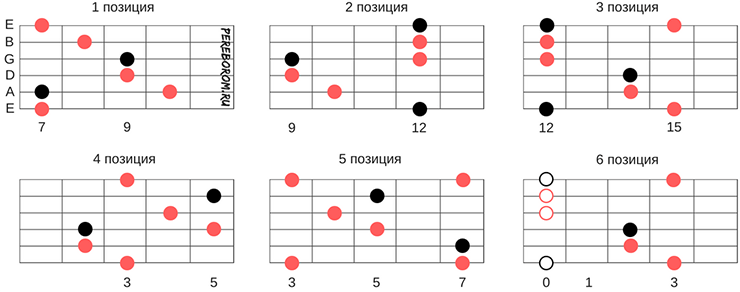 1 позиция
2 позиция
3 позиция
E
B
G
D
A
E
PEREBOROM.RU
7 9
9 12
12 15
4 позиция
5 позиция
6 позиция
3 5
3 5 7
0 1 3